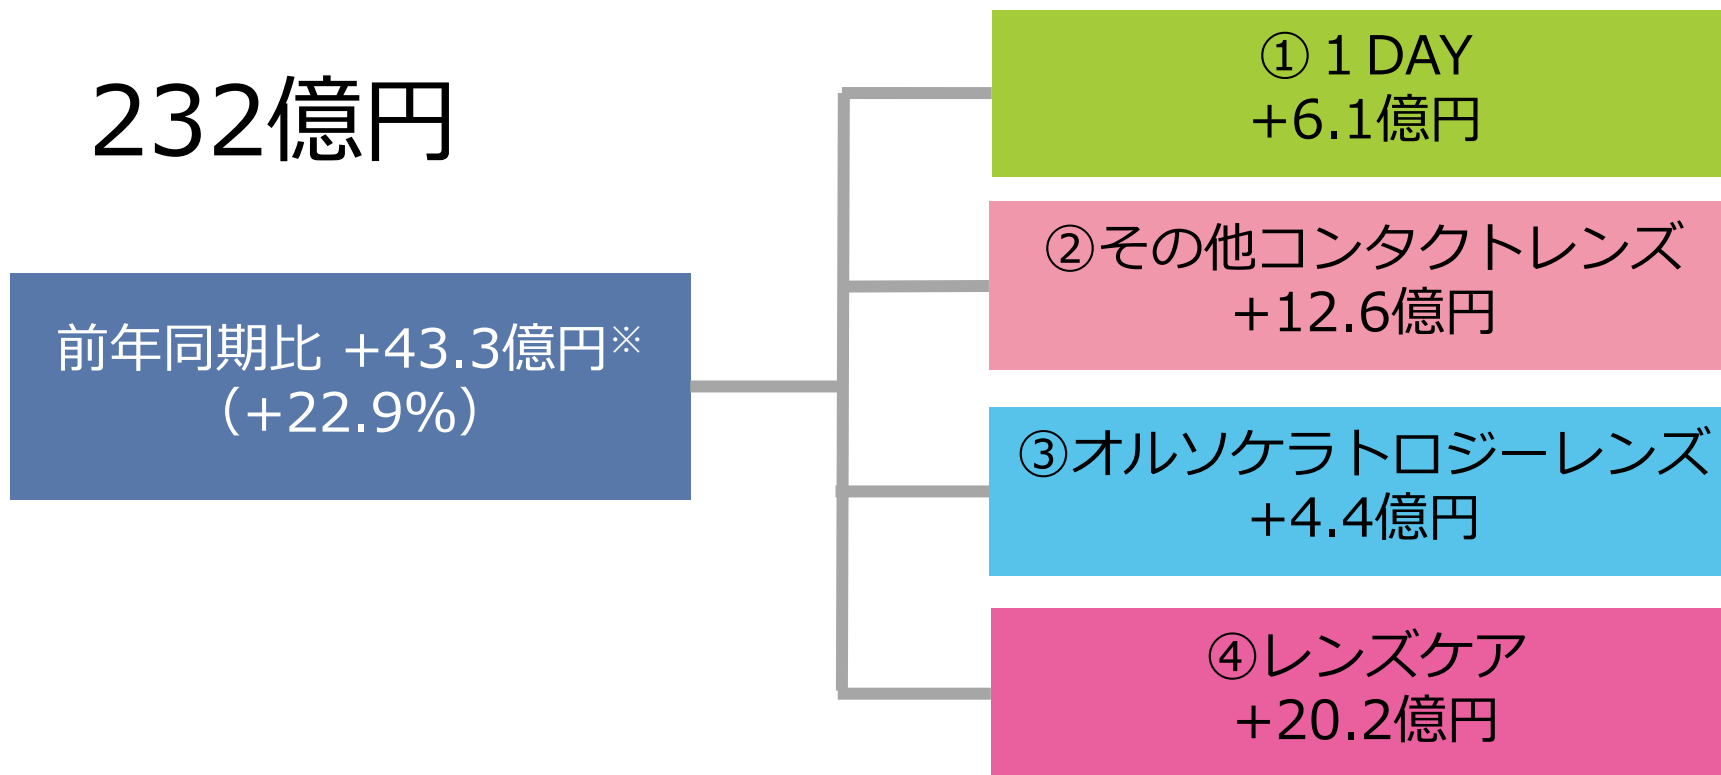 232億円
前年同期比 +43.3億円※
（+22.9%）
①１DAY
+6.1億円
②その他コンタクトレンズ
+12.6億円
③オルソケラトロジーレンズ
+4.4億円
④レンズケア
+20.2億円